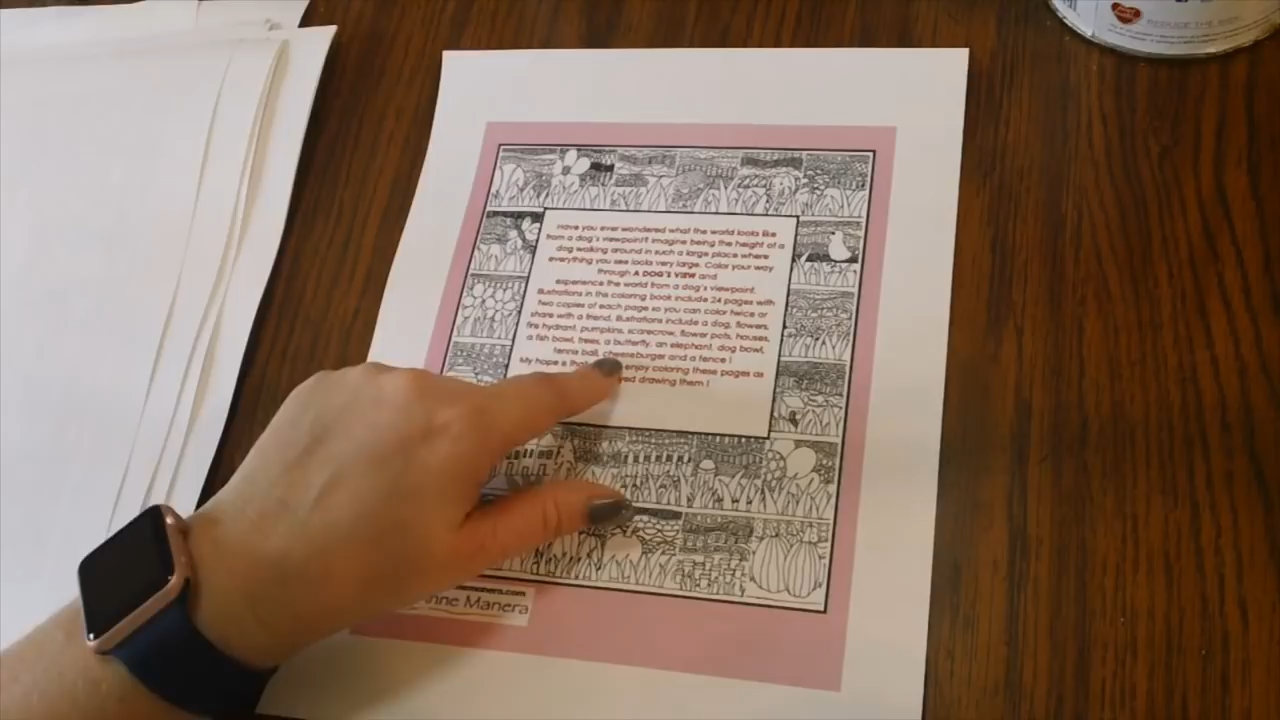 REDUCE THE RISK
Have you ever wondered what the world looks like
from a dog's viewpoint? Imagine being the height of a
dog walking around in such a large place where
everything you see looks very large. Color your way
through A DOG'S VIEW and
experience the world from a dog's viewpoint.
Illustrations in this coloring book include 24 pages with
two copies of each page so you can color twice or
share with a friend. Illustrations include a dog, flowers,
fire hydrant, pumpkins, scarecrow, flower pots, houses,
a fish bowl, trees, a butterfly, an elephant, dog bowl,
tennis ball, cheeseburger and a fence !
My hope is enjoy coloring these pages as
drawing them !
Manera